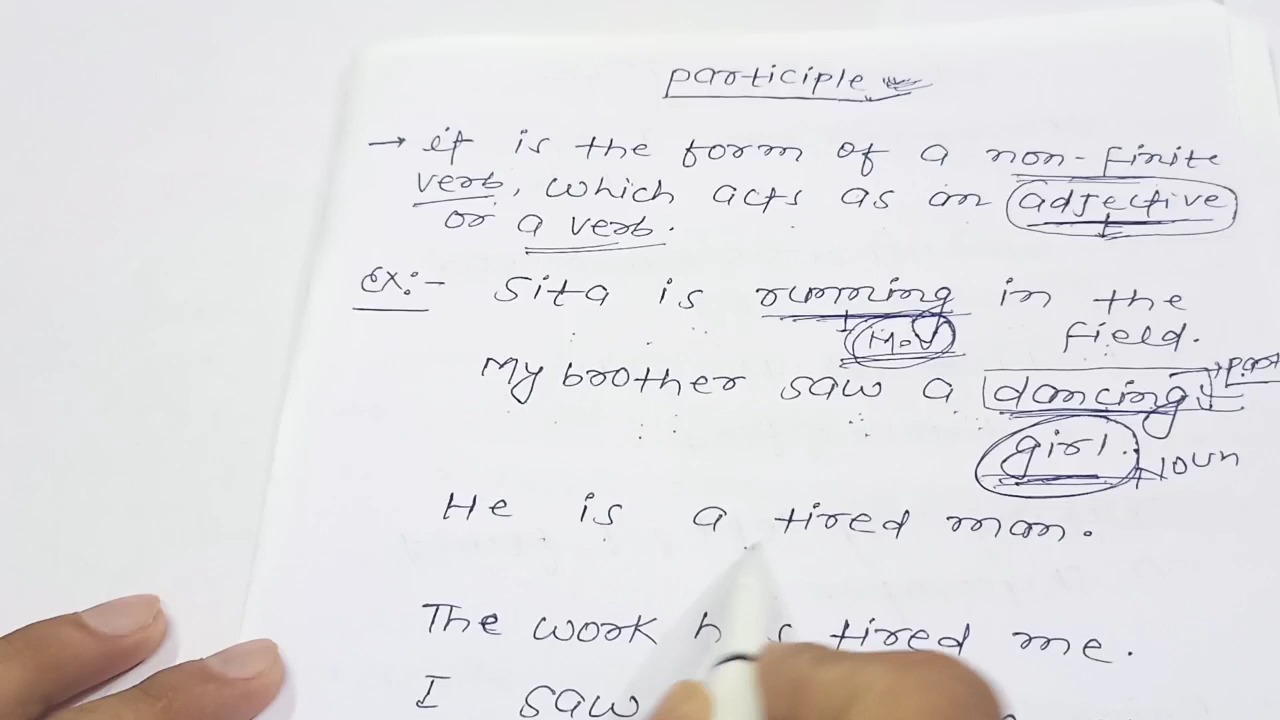 participle
→ it is the form of a non-finite
verb, which acts as an adjective
or a verb.
Ex:- Sita is running in the
field.
M.V
My brother saw a dancing → part
girl. → noun
He is a tired man.
The work has tired me.
I saw